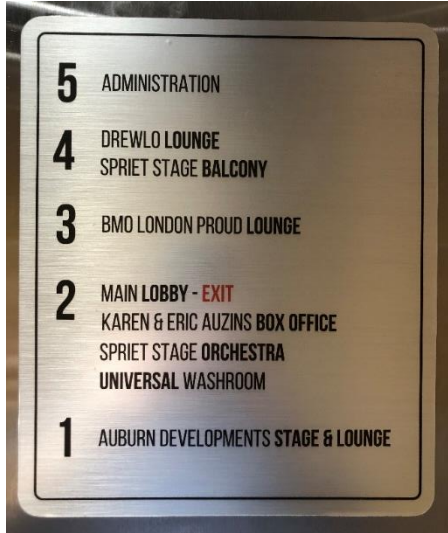 5 ADMINISTRATION
4 DREWLO LOUNGE
SPRIET STAGE BALCONY
3 BMO LONDON PROUD LOUNGE
2 MAIN LOBBY - EXIT
KAREN & ERIC AUZINS BOX OFFICE
SPRIET STAGE ORCHESTRA
UNIVERSAL WASHROOM
1 AUBURN DEVELOPMENTS STAGE & LOUNGE